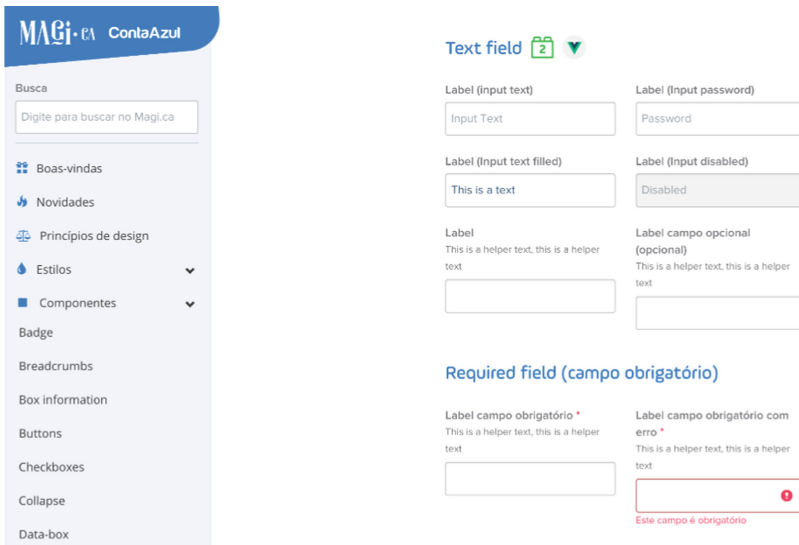 MAGi·CA ContaAzul
Busca
Digite para buscar no Magi.ca
Boas-vindas
Novidades
Princípios de design
Estilos
Componentes
Badge
Breadcrumbs
Box information
Buttons
Checkboxes
Collapse
Data-box
Text field 2
Label (input text)
Input Text
Label (Input password)
Password
Label (Input text filled)
This is a text
Label (Input disabled)
Disabled
Label
This is a helper text, this is a helper
text
Label campo opcional
(opcional)
This is a helper text, this is a helper
text
Required field (campo obrigatório)
Label campo obrigatório *
This is a helper text, this is a helper
text
Label campo obrigatório com
erro *
This is a helper text, this is a helper
text
Este campo é obrigatório